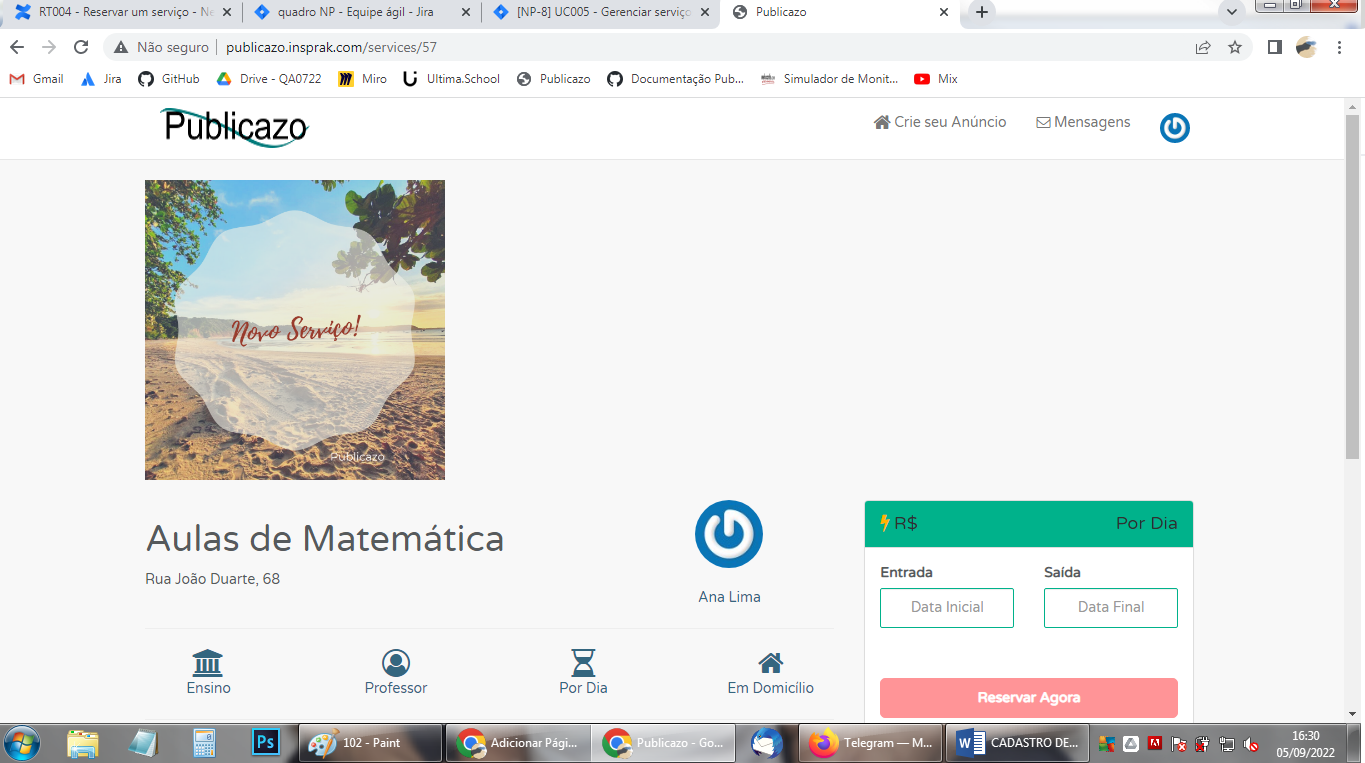 RT004 - Reservar um serviço - Ne
quadro NP - Equipe ágil - Jira
[NP-8] UC005 - Gerenciar serviço
Publicazo
Não seguro
publicazo.insprak.com/services/57
Gmail
Jira
GitHub
Drive - QA0722
Miro
Ultima.School
Publicazo
Documentação Pub...
Simulador de Monit...
Mix
Publicazo
Crie seu Anúncio
Mensagens
Novo Serviço!
Publicazo
Aulas de Matemática
Rua João Duarte, 68
Ana Lima
Ensino
Professor
Por Dia
Em Domicílio
R$
Por Dia
Entrada
Saída
Data Inicial
Data Final
Reservar Agora
Ps
102 - Paint
Adicionar Pági...
Publicazo - Go...
Telegram — M...
CADASTRO DE...
16:30
05/09/2022